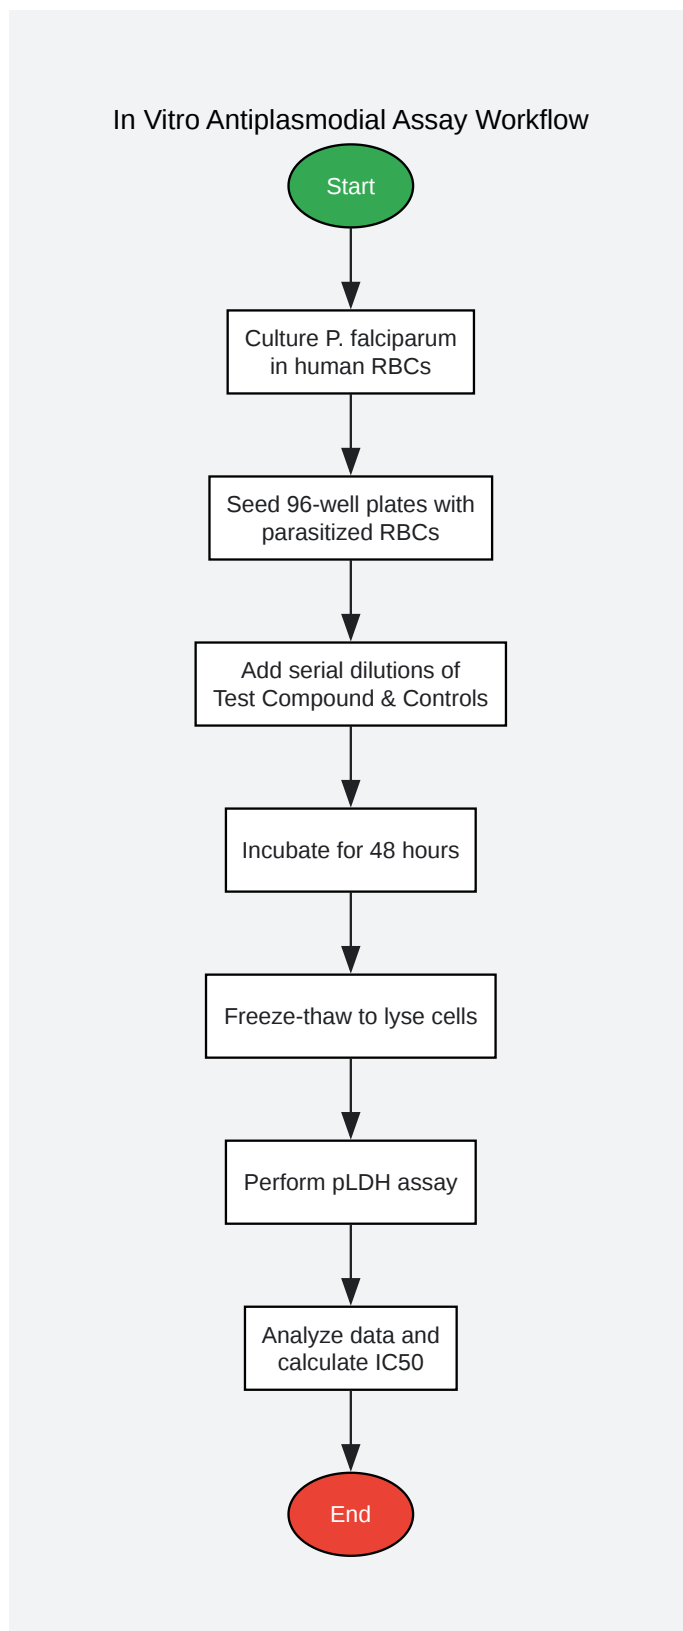 In Vitro Antiplasmodial Assay Workflow
Start
Culture P. falciparum
in human RBCs
Seed 96-well plates with
parasitized RBCs
Add serial dilutions of
Test Compound & Controls
Incubate for 48 hours
Freeze-thaw to lyse cells
Perform pLDH assay
Analyze data and
calculate IC50
End